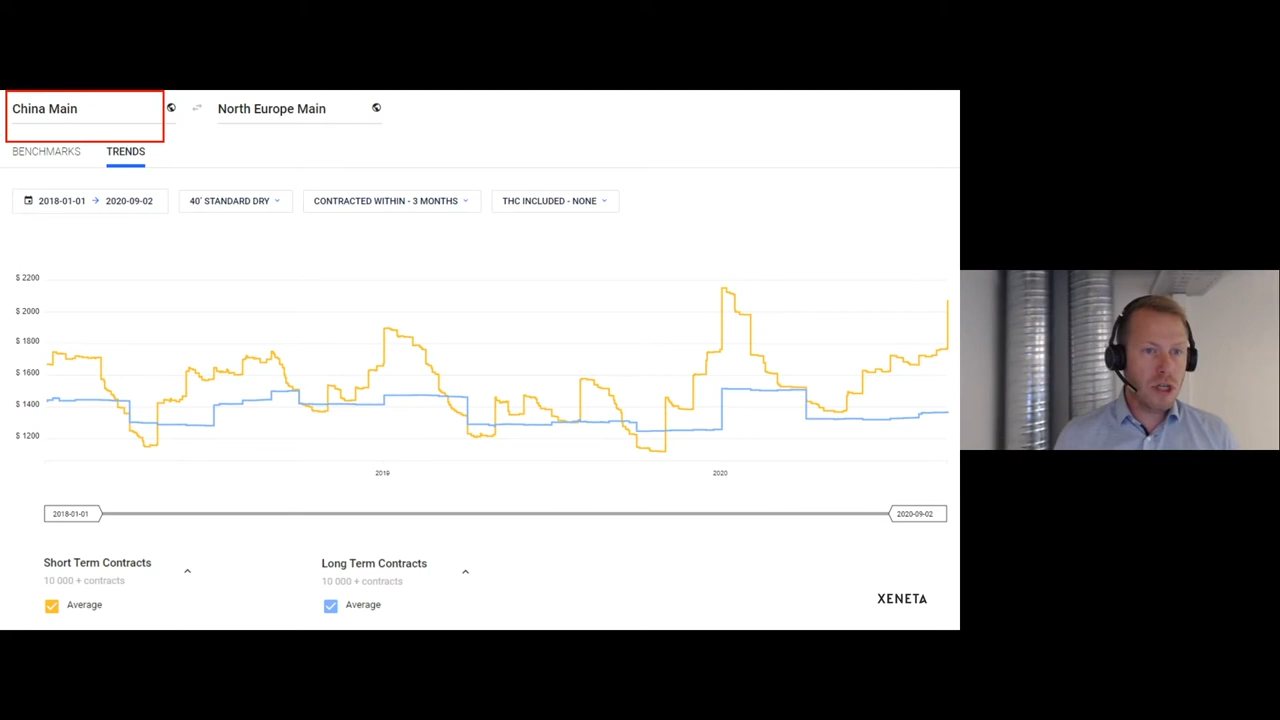 China Main North Europe Main
BENCHMARKS TRENDS
2018-01-01 → 2020-09-02 40' STANDARD DRY CONTRACTED WITHIN - 3 MONTHS THC INCLUDED - NONE
$ 2200
$ 2000
$ 1800
$ 1600
$ 1400
$ 1200
2019 2020
2018-01-01 2020-09-02
Short Term Contracts Long Term Contracts
10 000 + contracts 10 000 + contracts
Average Average
XENETA